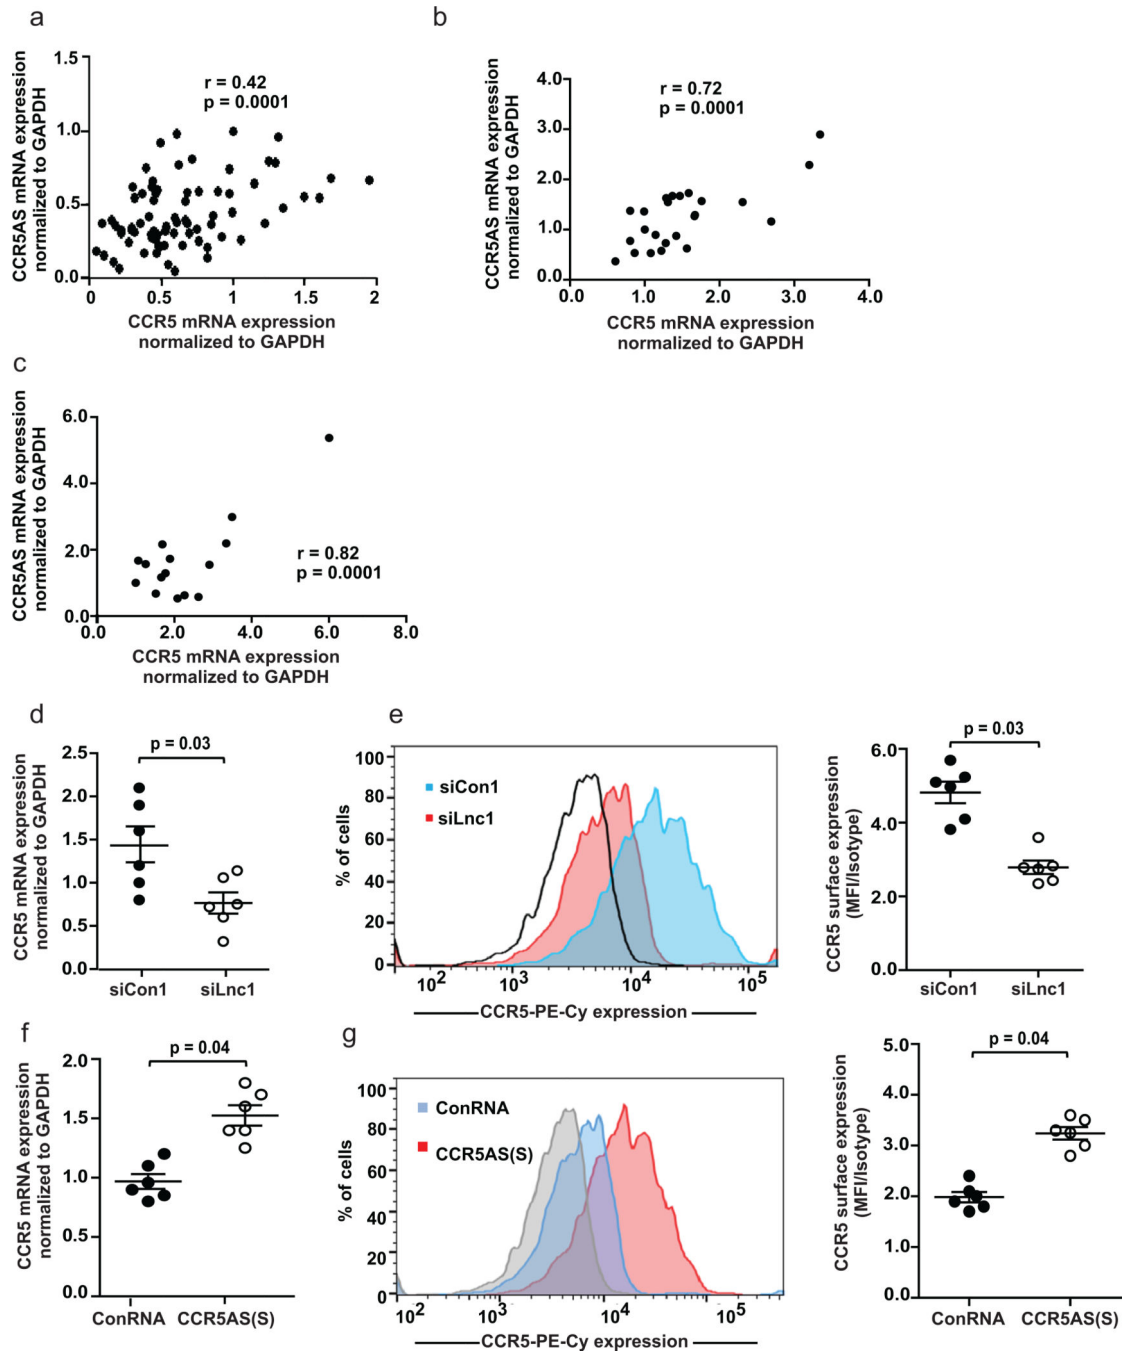 a
CCR5AS mRNA expression
normalized to GAPDH
1.5
1.0
0.5
0.0
r = 0.42
p = 0.0001
0 0.5 1 1.5 2
CCR5 mRNA expression
normalized to GAPDH
b
CCR5AS mRNA expression
normalized to GAPDH
4.0
3.0
2.0
1.0
0.0
r = 0.72
p = 0.0001
0.0 1.0 2.0 3.0 4.0
CCR5 mRNA expression
normalized to GAPDH
c
CCR5AS mRNA expression
normalized to GAPDH
6.0
4.0
2.0
0.0
r = 0.82
p = 0.0001
0.0 2.0 4.0 6.0 8.0
CCR5 mRNA expression
normalized to GAPDH
d
CCR5 mRNA expression
normalized to GAPDH
2.5
2.0
1.5
1.0
0.5
0.0
p = 0.03
siCon1 siLnc1
e
% of cells
100
80
60
40
20
0
siCon1
siLnc1
10² 10³ 10⁴ 10⁵
CCR5-PE-Cy expression
CCR5 surface expression
(MFI/Isotype)
6.0
4.0
2.0
0.0
p = 0.03
siCon1 siLnc1
f
CCR5 mRNA expression
normalized to GAPDH
2.0
1.5
1.0
0.5
0.0
p = 0.04
ConRNA CCR5AS(S)
g
% of cells
100
80
60
40
20
0
ConRNA
CCR5AS(S)
10² 10³ 10⁴ 10⁵
CCR5-PE-Cy expression
CCR5 surface expression
(MFI/Isotype)
5.0
4.0
3.0
2.0
1.0
0.0
p = 0.04
ConRNA CCR5AS(S)